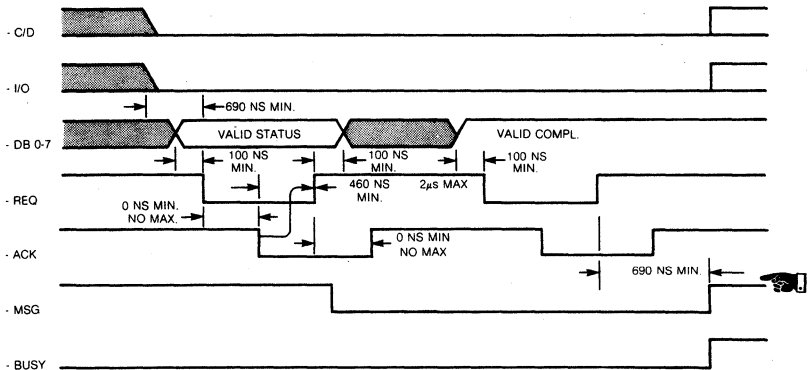 - C/D
- I/O
690 NS MIN.
- DB 0-7
VALID STATUS
VALID COMPL.
100 NS
MIN.
100 NS
MIN.
100 NS
MIN.
- REQ
460 NS
MIN.
2µs MAX
0 NS MIN.
NO MAX.
- ACK
0 NS MIN
NO MAX
690 NS MIN.
- MSG
- BUSY